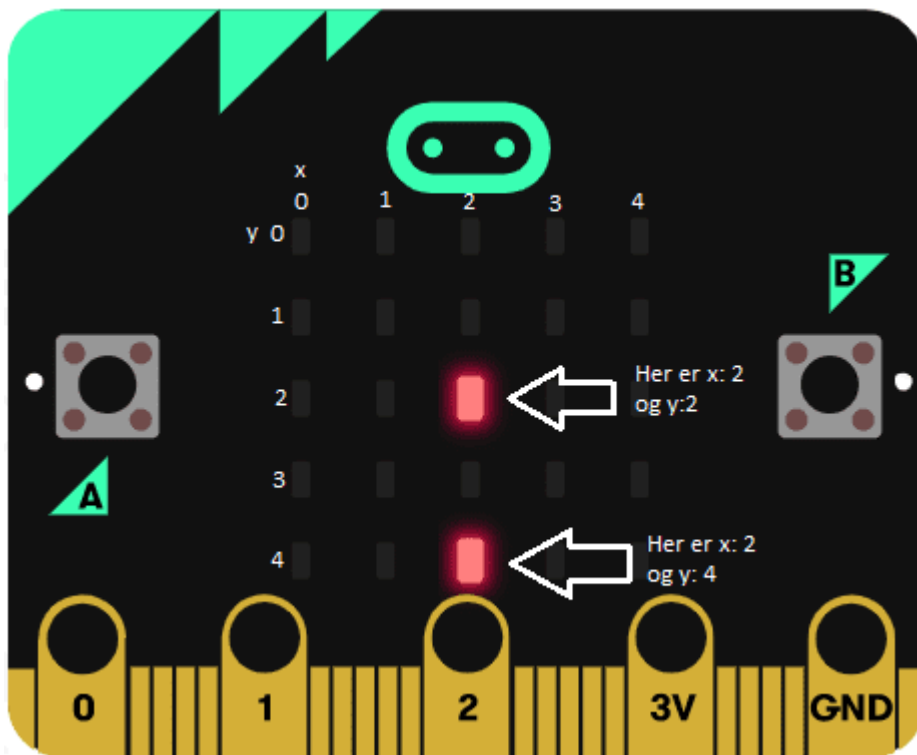 x
0 1 2 3 4
y 0
B
1
Her er x: 2
2
og y:2
3
A
Her er x: 2
4
og y: 4
0 1 2 3V GND